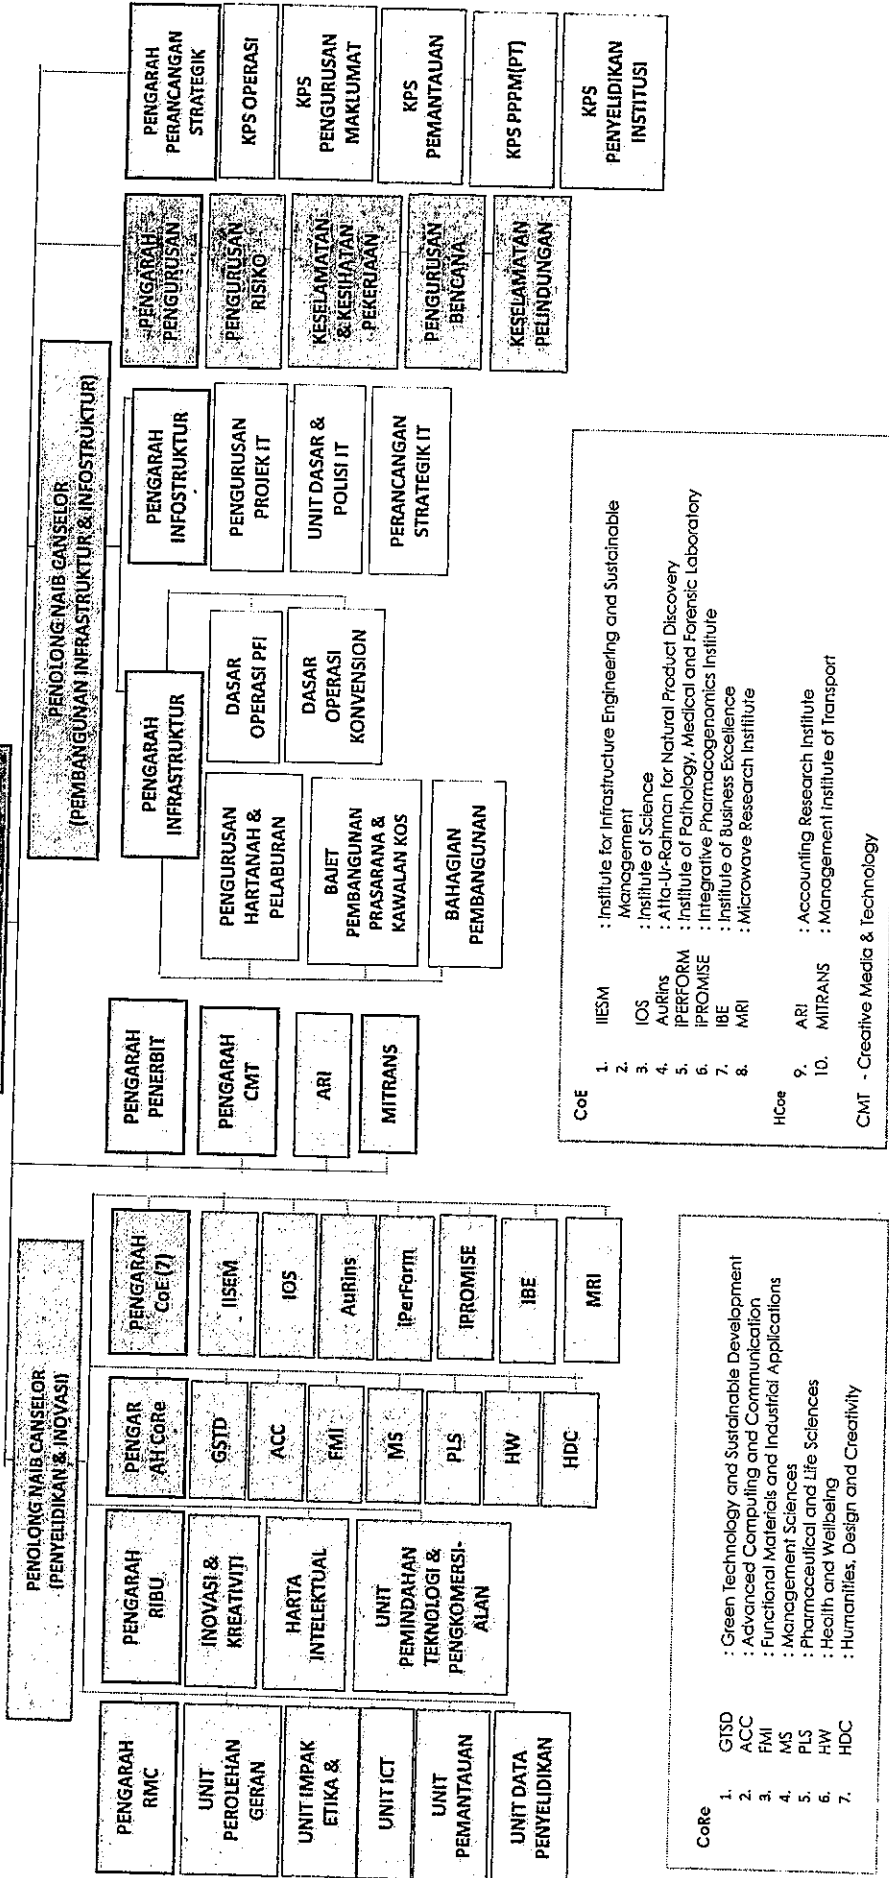 PENOLONG NAIB CANSELOR
(PENYELIDIKAN & INOVASI)
PENGARAH
RMC
UNIT
PEROLEHAN
GERAN
UNIT IMPAK
ETIKA &
UNIT ICT
UNIT
PEMANTAUAN
UNIT DATA
PENYELIDIKAN
PENGARAH
RIBU
INOVASI &
KREATIVITI
HARTA
INTELEKTUAL
UNIT
PEMINDAHAN
TEKNOLOGI &
PENGKOMERSI-
ALAN
PENGAR
AH CoRe
GSTD
ACC
FMI
MS
PLS
HW
HDC
PENGARAH
CoE (7)
IISEM
IOS
AuRins
iPerForm
iPROMISE
IBE
MRI
PENGARAH
PENERBIT
PENGARAH
CMT
ARI
MITRANS
PENOLONG NAIB CANSELOR
(PEMBANGUNAN INFRASTRUKTUR & INFOSTRUKTUR)
PENGARAH
INFRASTRUKTUR
PENGURUSAN
HARTANAH &
PELABURAN
BAJET
PEMBANGUNAN
PRASARANA &
KAWALAN KOS
BAHAGIAN
PEMBANGUNAN
DASAR
OPERASI PFI
DASAR
OPERASI
KONVENSION
PENGARAH
INFOSTRUKTUR
PENGURUSAN
PROJEK IT
UNIT DASAR &
POLISI IT
PERANCANGAN
STRATEGIK IT
PENGARAH
PENGURUSAN
PENGURUSAN
RISIKO
KESELAMATAN
& KESIHATAN
PEKERJAAN
PENGURUSAN
BENCANA
KESELAMATAN
PELINDUNGAN
PENGARAH
PERANCANGAN
STRATEGIK
KPS OPERASI
KPS
PENGURUSAN
MAKLUMAT
KPS
PEMANTAUAN
KPS PPPM(PT)
KPS
PENYELIDIKAN
INSTITUSI
CoRe
1. GTSD : Green Technology and Sustainable Development
2. ACC : Advanced Computing and Communication
3. FMI : Functional Materials and Industrial Applications
4. MS : Management Sciences
5. PLS : Pharmaceutical and Life Sciences
6. HW : Health and Wellbeing
7. HDC : Humanities, Design and Creativity
CoE
1. IIESM : Institute for Infrastructure Engineering and Sustainable
2. Management
3. IOS : Institute of Science
4. AuRins : Atta-Ur-Rahman for Natural Product Discovery
5. iPERFORM : Institute of Pathology, Medical and Forensic Laboratory
6. iPROMISE : Integrative Pharmacogenomics Institute
7. IBE : Institute of Business Excellence
8. MRI : Microwave Research Institute
HCoe
9. ARI : Accounting Research Institute
10. MITRANS : Management Institute of Transport
CMT - Creative Media & Technology